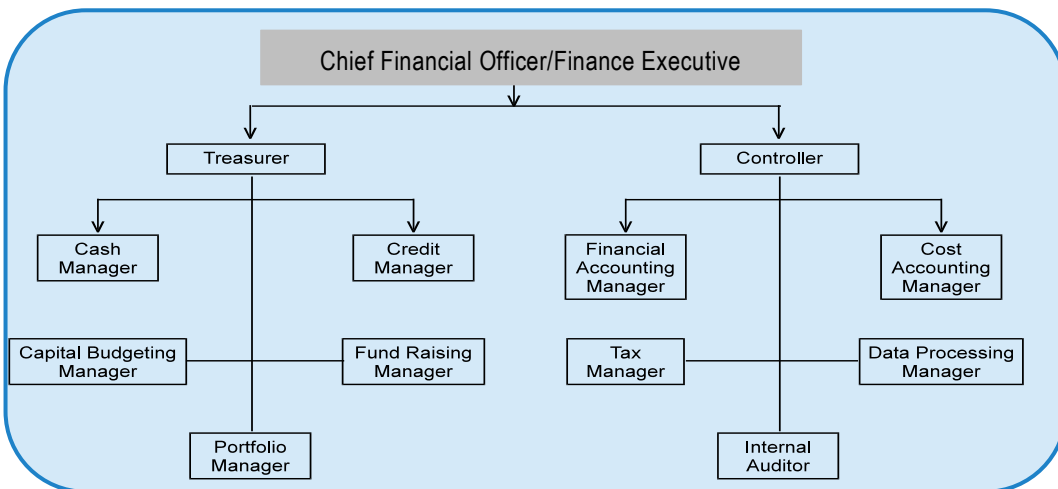 Chief Financial Officer/Finance Executive
Treasurer
Controller
Cash
Manager
Credit
Manager
Financial
Accounting
Manager
Cost
Accounting
Manager
Capital Budgeting
Manager
Fund Raising
Manager
Tax
Manager
Data Processing
Manager
Portfolio
Manager
Internal
Auditor